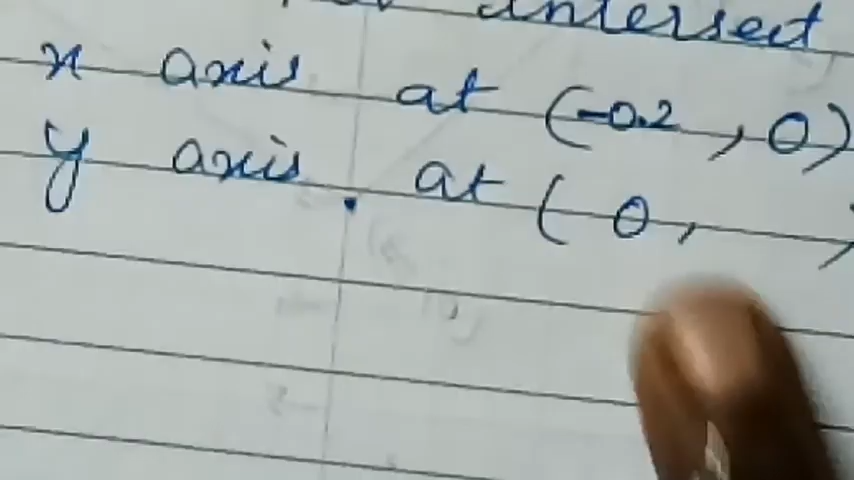 intersect
x axis at (-0.2, 0)
y axis. at (0, )